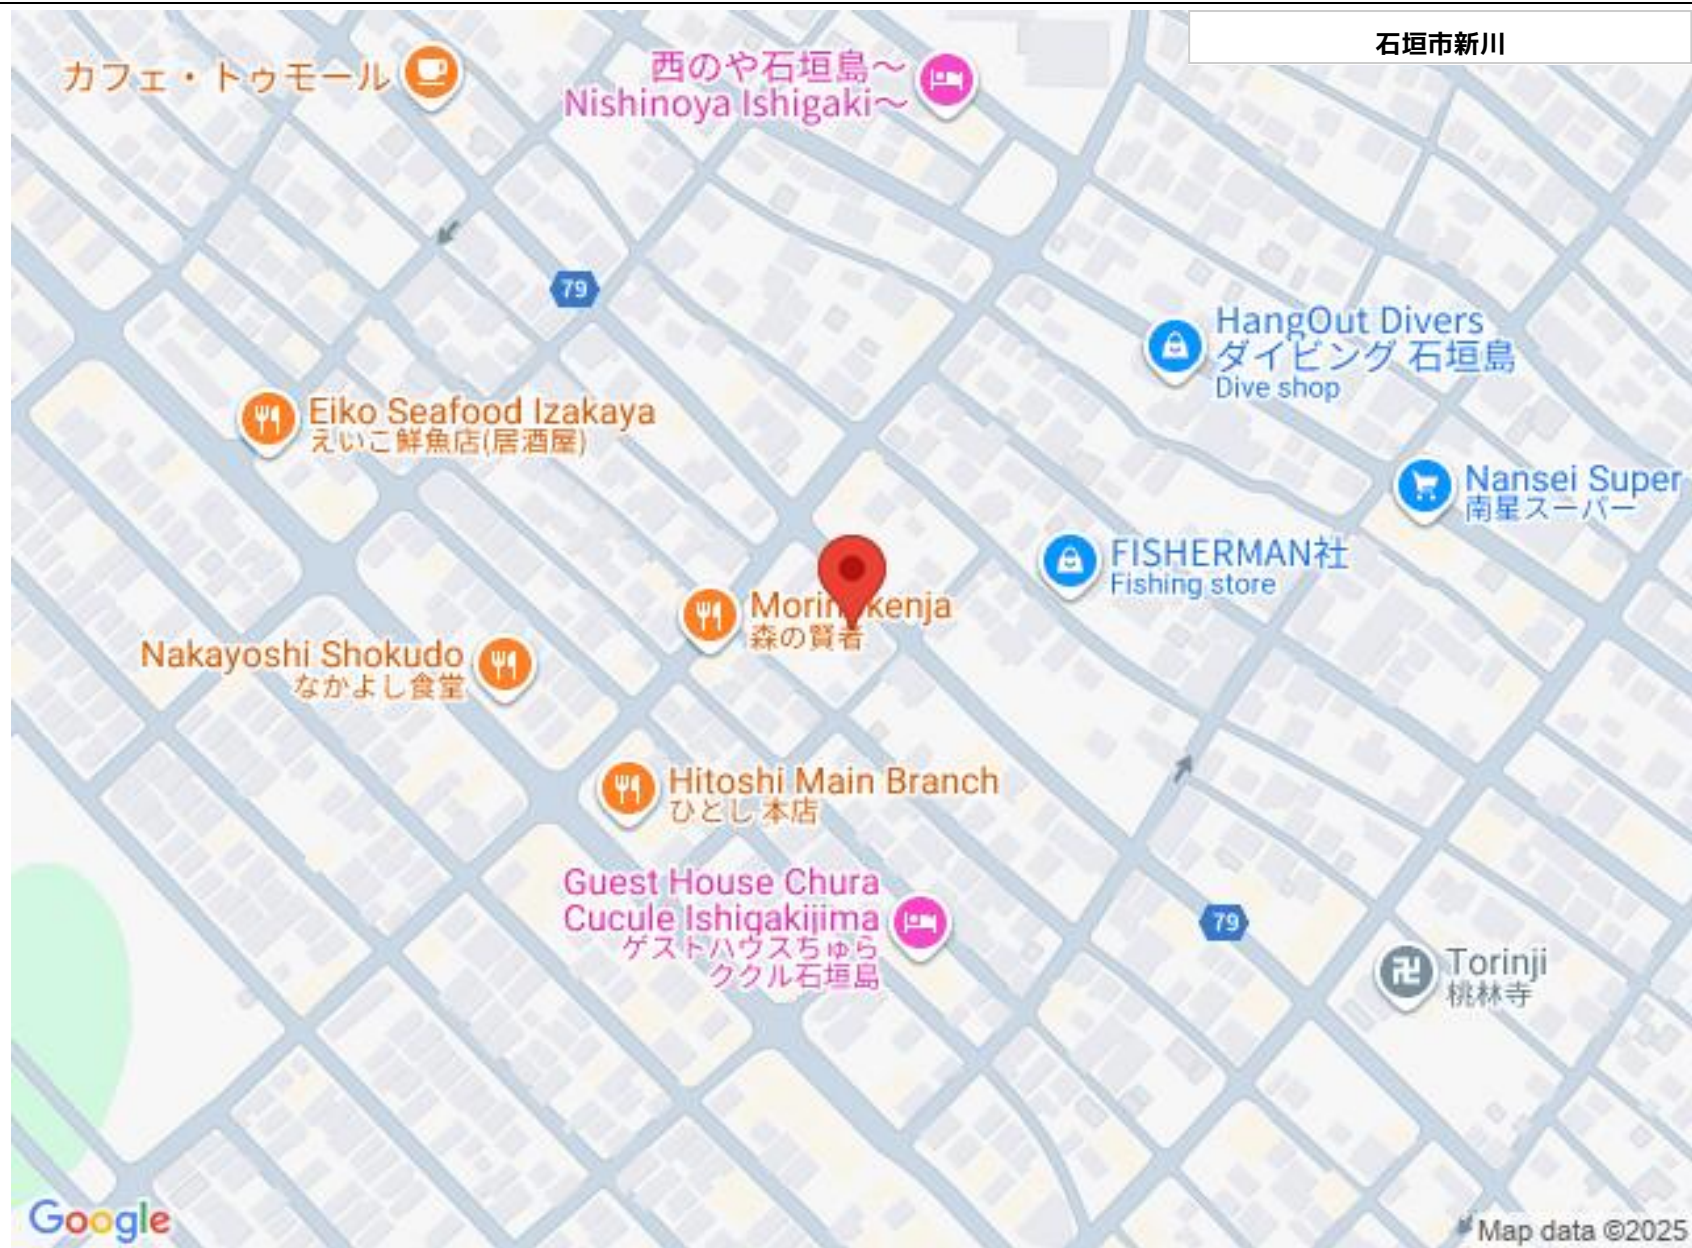 石垣市新川
カフェ・トゥモール
西のや石垣島～
Nishinoya Ishigaki～
79
HangOut Divers
ダイビング 石垣島
Dive shop
Eiko Seafood Izakaya
えいこ鮮魚店(居酒屋)
Nansei Super
南星スーパー
FISHERMAN社
Fishing store
森の賢者
Nakayoshi Shokudo
なかよし食堂
Hitoshi Main Branch
ひとし 本店
Guest House Chura
Cucule Ishigakijima
ゲストハウスちゅら
ククル石垣島
79
卍
Torinji
桃林寺
Google
Map data ©2025